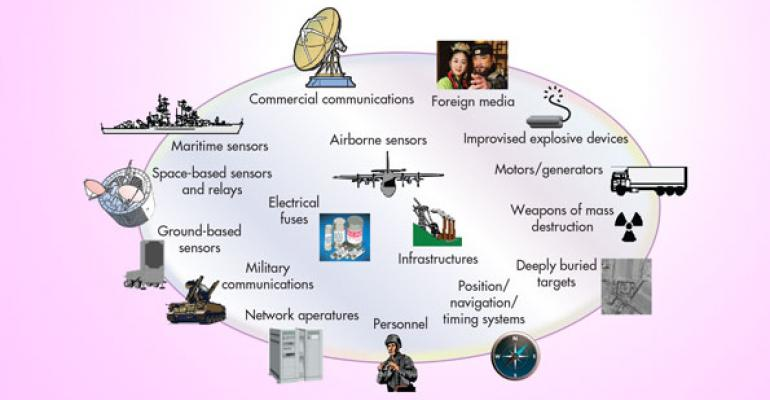 Commercial communications
Foreign media
Improvised explosive devices
Maritime sensors
Airborne sensors
Motors/generators
Space-based sensors
and relays
Electrical
fuses
Weapons of mass
destruction
Ground-based
sensors
Infrastructures
Deeply buried
targets
Military
communications
Position/
navigation/
timing systems
Network aperatures
Personnel
N